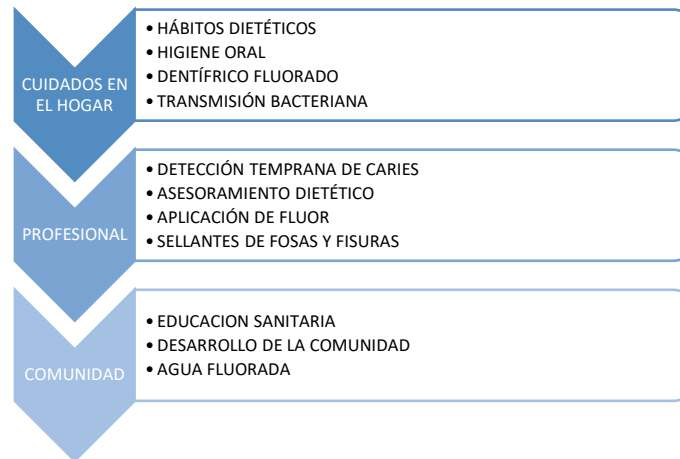 CUIDADOS EN
EL HOGAR
• HÁBITOS DIETÉTICOS
• HIGIENE ORAL
• DENTÍFRICO FLUORADO
• TRANSMISIÓN BACTERIANA
PROFESIONAL
• DETECCIÓN TEMPRANA DE CARIES
• ASESORAMIENTO DIETÉTICO
• APLICACIÓN DE FLUOR
• SELLANTES DE FOSAS Y FISURAS
COMUNIDAD
• EDUCACION SANITARIA
• DESARROLLO DE LA COMUNIDAD
• AGUA FLUORADA